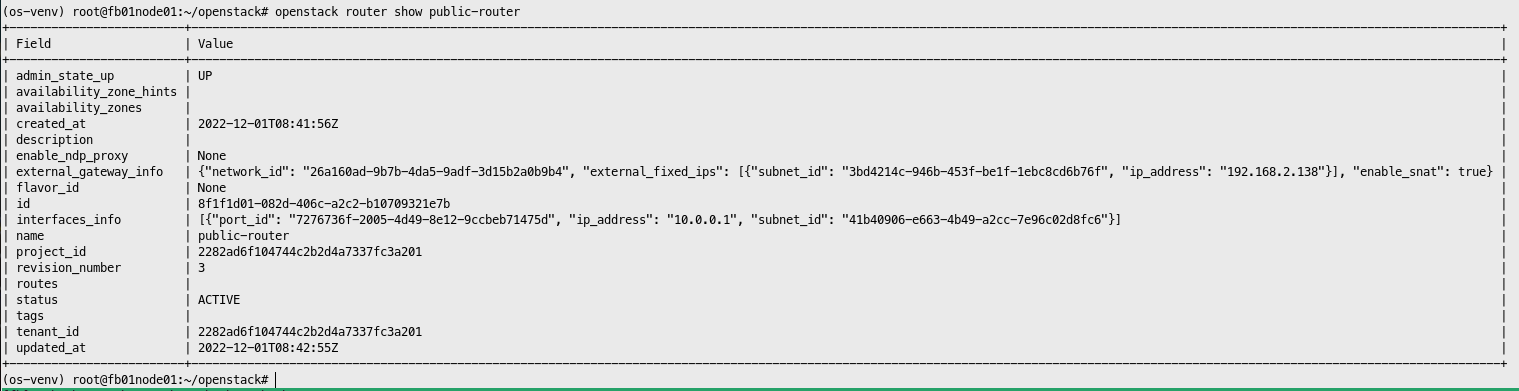 (os-venv) root@fb01node01:~/openstack# openstack router show public-router
| Field | Value |
| admin_state_up | UP |
| availability_zone_hints | |
| availability_zones | |
| created_at | 2022-12-01T08:41:56Z |
| description | |
| enable_ndp_proxy | None |
| external_gateway_info | {"network_id": "26a160ad-9b7b-4da5-9adf-3d15b2a0b9b4", "external_fixed_ips": [{"subnet_id": "3bd4214c-946b-453f-be1f-1ebc8cd6b76f", "ip_address": "192.168.2.138"}], "enable_snat": true} |
| flavor_id | None |
| id | 8f1f1d01-082d-406c-a2c2-b10709321e7b |
| interfaces_info | [{"port_id": "7276736f-2005-4d49-8e12-9ccbeb71475d", "ip_address": "10.0.0.1", "subnet_id": "41b40906-e663-4b49-a2cc-7e96c02d8fc6"}] |
| name | public-router |
| project_id | 2282ad6f104744c2b2d4a7337fc3a201 |
| revision_number | 3 |
| routes | |
| status | ACTIVE |
| tags | |
| tenant_id | 2282ad6f104744c2b2d4a7337fc3a201 |
| updated_at | 2022-12-01T08:42:55Z |
(os-venv) root@fb01node01:~/openstack#